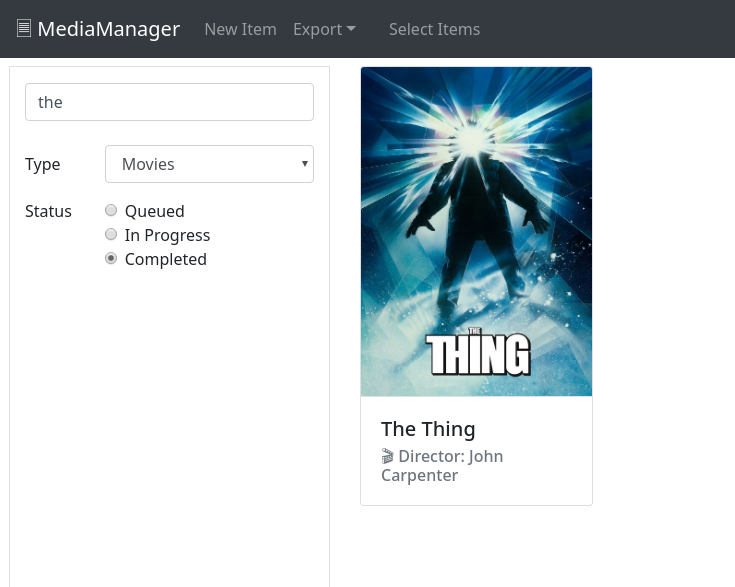 MediaManager New Item Export Select Items
the
Type Movies
Status Queued
In Progress
Completed
THE
THING
The Thing
Director: John
Carpenter